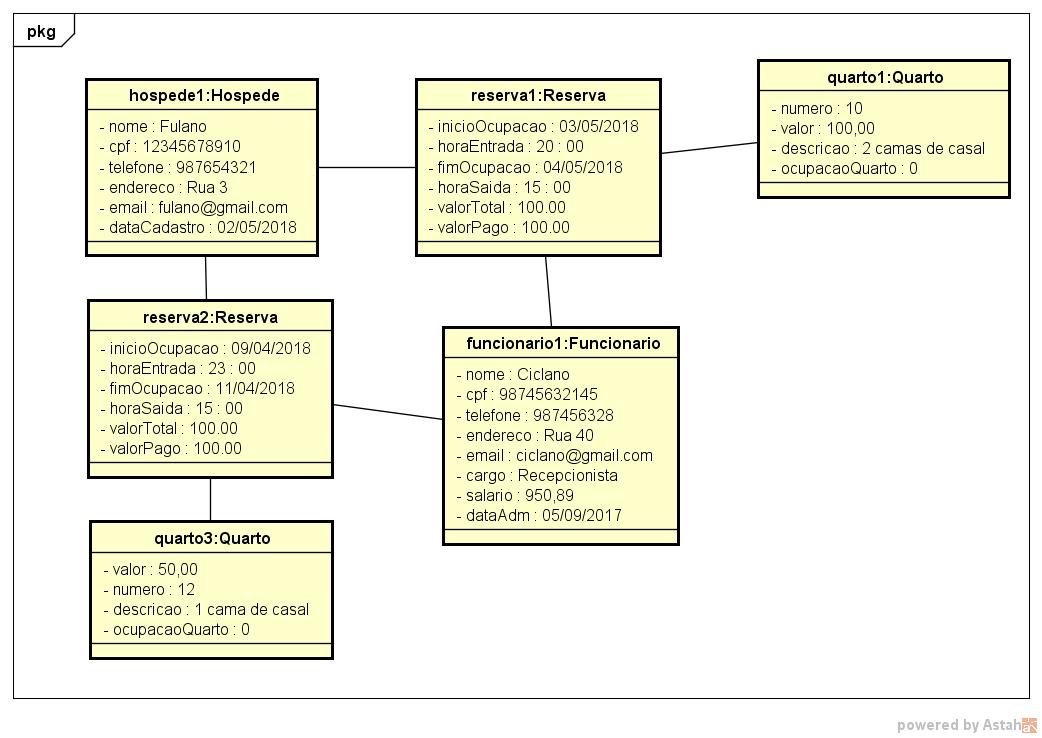 pkg
hospede1:Hospede
- nome : Fulano
- cpf : 12345678910
- telefone : 987654321
- endereco : Rua 3
- email : fulano@gmail.com
- dataCadastro : 02/05/2018
reserva1:Reserva
- inicioOcupacao : 03/05/2018
- horaEntrada : 20 : 00
- fimOcupacao : 04/05/2018
- horaSaida : 15 : 00
- valorTotal : 100.00
- valorPago : 100.00
quarto1:Quarto
- numero : 10
- valor : 100,00
- descricao : 2 camas de casal
- ocupacaoQuarto : 0
reserva2:Reserva
- inicioOcupacao : 09/04/2018
- horaEntrada : 23 : 00
- fimOcupacao : 11/04/2018
- horaSaida : 15 : 00
- valorTotal : 100.00
- valorPago : 100.00
funcionario1:Funcionario
- nome : Ciclano
- cpf : 98745632145
- telefone : 987456328
- endereco : Rua 40
- email : ciclano@gmail.com
- cargo : Recepcionista
- salario : 950,89
- dataAdm : 05/09/2017
quarto3:Quarto
- valor : 50,00
- numero : 12
- descricao : 1 cama de casal
- ocupacaoQuarto : 0
powered by Astah